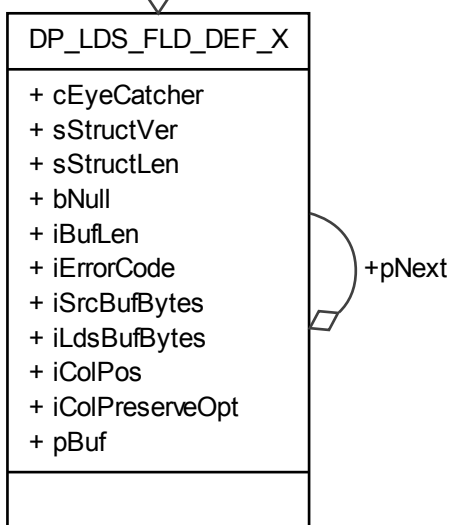 DP_LDS_FLD_DEF_X
+ cEyeCatcher
+ sStructVer
+ sStructLen
+ bNull
+ iBufLen
+ iErrorCode
+ iSrcBufBytes
+ iLdsBufBytes
+ iColPos
+ iColPreserveOpt
+ pBuf
+pNext